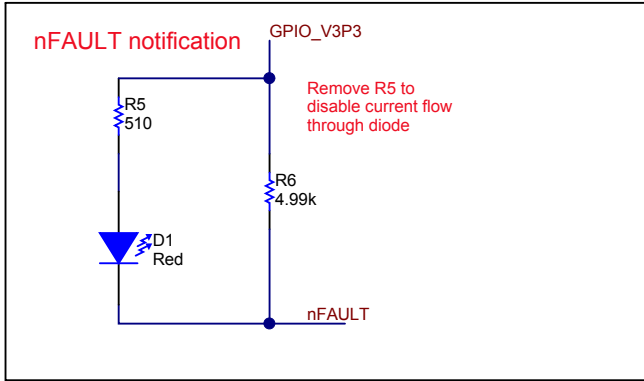 nFAULT notification
GPIO_V3P3
R5
510
Remove R5 to
disable current flow
through diode
R6
4.99k
D1
Red
nFAULT